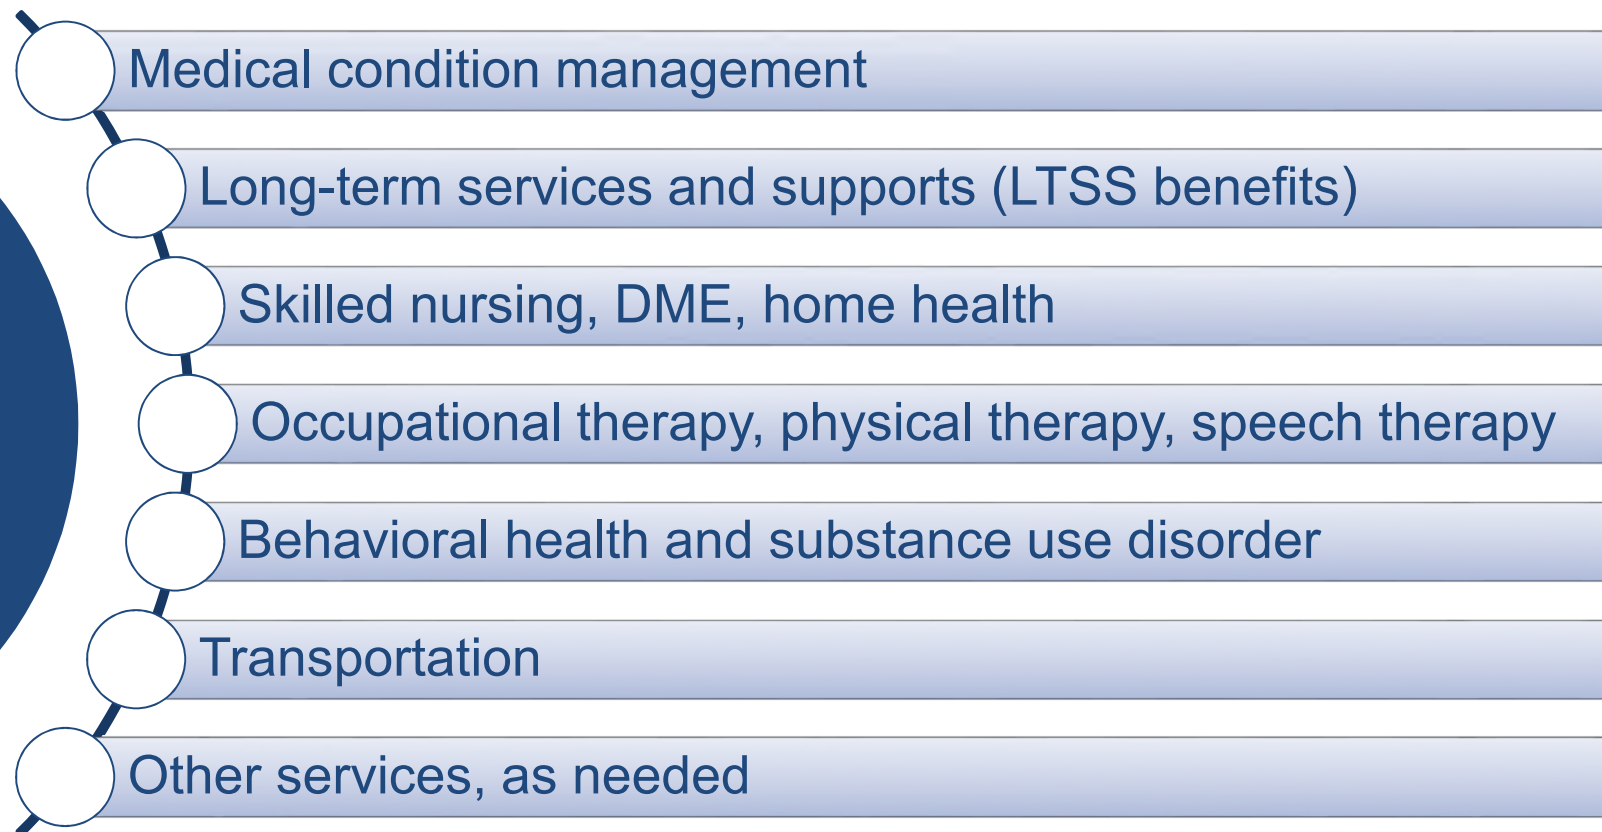 Medical condition management
Long-term services and supports (LTSS benefits)
Skilled nursing, DME, home health
Occupational therapy, physical therapy, speech therapy
Behavioral health and substance use disorder
Transportation
Other services, as needed